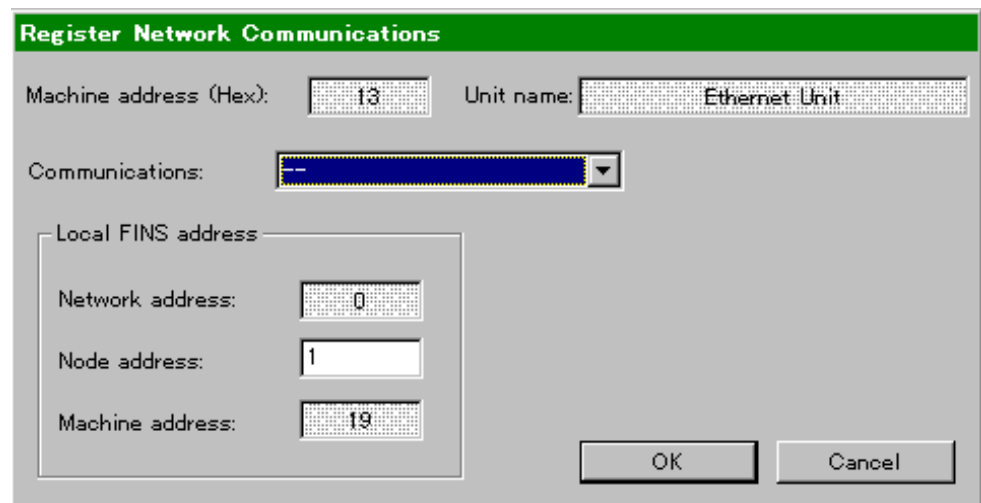 Register Network Communications
Machine address (Hex): 13 Unit name: Ethernet Unit
Communications: --
Local FINS address
Network address: 0
Node address: 1
Machine address: 19
OK Cancel